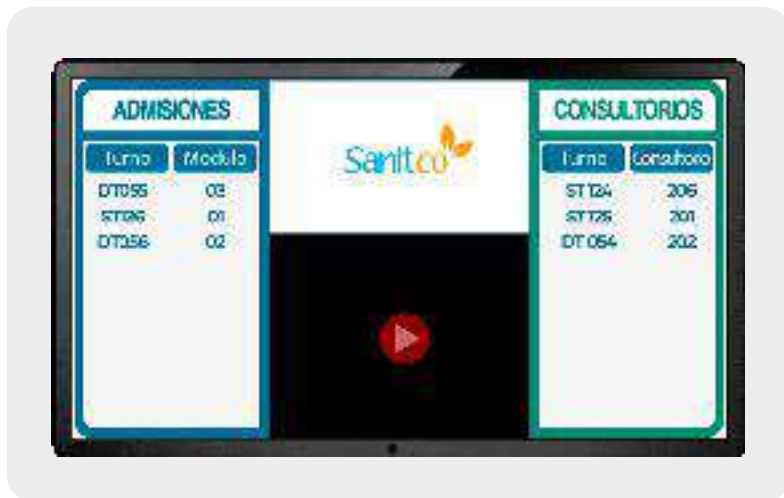 ADMISIONES
Turno Modulo
DT055 03
ST126 01
DT056 02
Sanitco
CONSULTORIOS
Turno Consultorio
ST124 206
ST125 201
DT 054 202